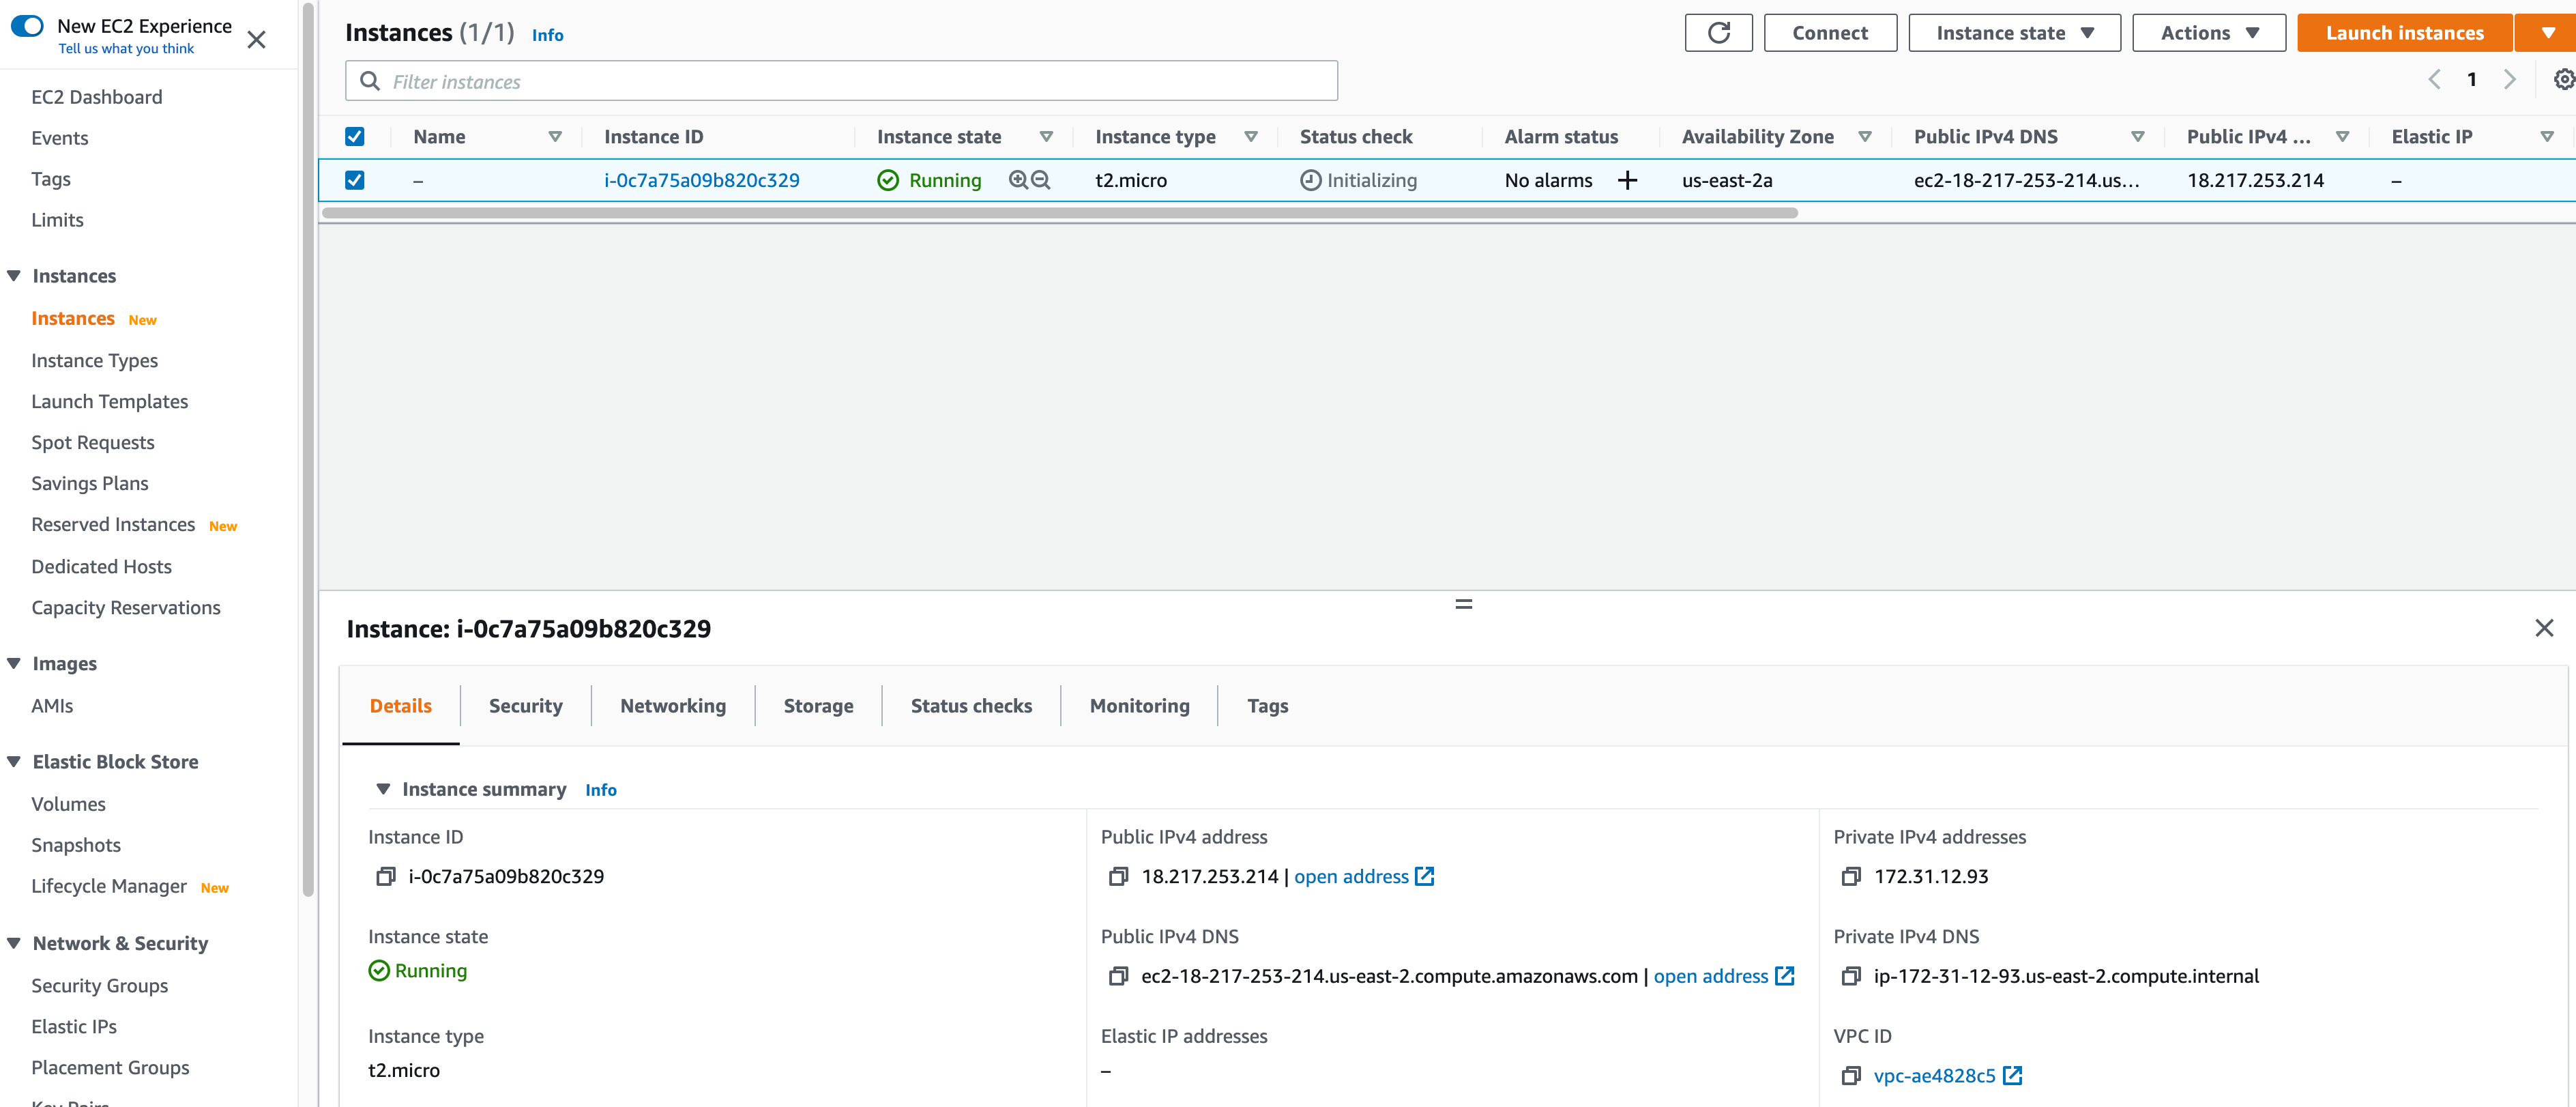 New EC2 Experience
Tell us what you think
EC2 Dashboard
Events
Tags
Limits
Instances
Instances New
Instance Types
Launch Templates
Spot Requests
Savings Plans
Reserved Instances New
Dedicated Hosts
Capacity Reservations
Images
AMIs
Elastic Block Store
Volumes
Snapshots
Lifecycle Manager New
Network & Security
Security Groups
Elastic IPs
Placement Groups
Key Pairs
Instances (1/1) Info
Connect
Instance state
Actions
Launch instances
Filter instances
1
Name Instance ID Instance state Instance type Status check Alarm status Availability Zone Public IPv4 DNS Public IPv4 ... Elastic IP
– i-0c7a75a09b820c329 Running t2.micro Initializing No alarms + us-east-2a ec2-18-217-253-214.us... 18.217.253.214 –
Instance: i-0c7a75a09b820c329
Details Security Networking Storage Status checks Monitoring Tags
Instance summary Info
Instance ID
i-0c7a75a09b820c329
Public IPv4 address
18.217.253.214 | open address
Private IPv4 addresses
172.31.12.93
Instance state
Running
Public IPv4 DNS
ec2-18-217-253-214.us-east-2.compute.amazonaws.com | open address
Private IPv4 DNS
ip-172-31-12-93.us-east-2.compute.internal
Instance type
t2.micro
Elastic IP addresses
–
VPC ID
vpc-ae4828c5